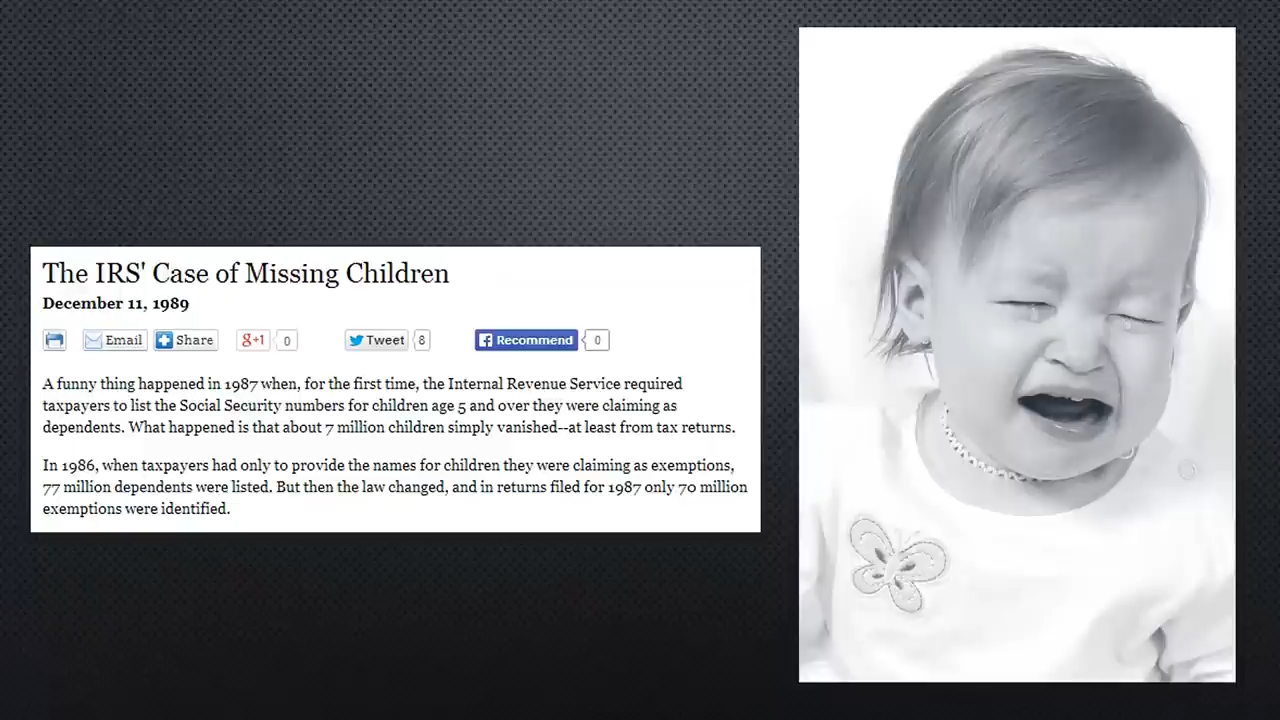 The IRS' Case of Missing Children
December 11, 1989
Email Share g+1 0 Tweet 8 Recommend 0
A funny thing happened in 1987 when, for the first time, the Internal Revenue Service required
taxpayers to list the Social Security numbers for children age 5 and over they were claiming as
dependents. What happened is that about 7 million children simply vanished--at least from tax returns.
In 1986, when taxpayers had only to provide the names for children they were claiming as exemptions,
77 million dependents were listed. But then the law changed, and in returns filed for 1987 only 70 million
exemptions were identified.